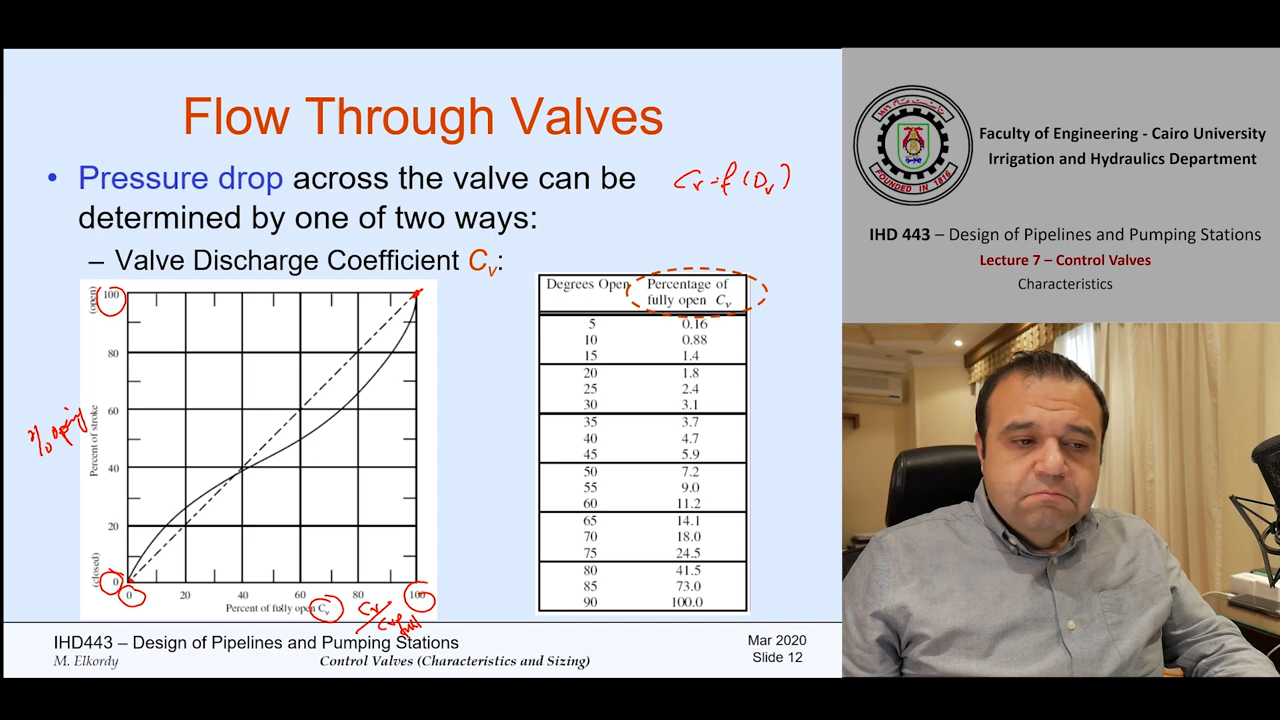 Flow Through Valves
• Pressure drop across the valve can be
determined by one of two ways:
– Valve Discharge Coefficient Cv:
Cv = f(Dv)
% Opening
(open)
Percent of stroke
(closed)
100
80
60
40
20
0
0 20 40 60 80 100
Percent of fully open Cv
Cv/Cv full
Degrees Open Percentage of
fully open Cv
5 0.16
10 0.88
15 1.4
20 1.8
25 2.4
30 3.1
35 3.7
40 4.7
45 5.9
50 7.2
55 9.0
60 11.2
65 14.1
70 18.0
75 24.5
80 41.5
85 73.0
90 100.0
IHD443 – Design of Pipelines and Pumping Stations
M. Elkordy Control Valves (Characteristics and Sizing)
Mar 2020
Slide 12
FOUNDED IN 1816
Faculty of Engineering - Cairo University
Irrigation and Hydraulics Department
IHD 443 – Design of Pipelines and Pumping Stations
Lecture 7 – Control Valves
Characteristics